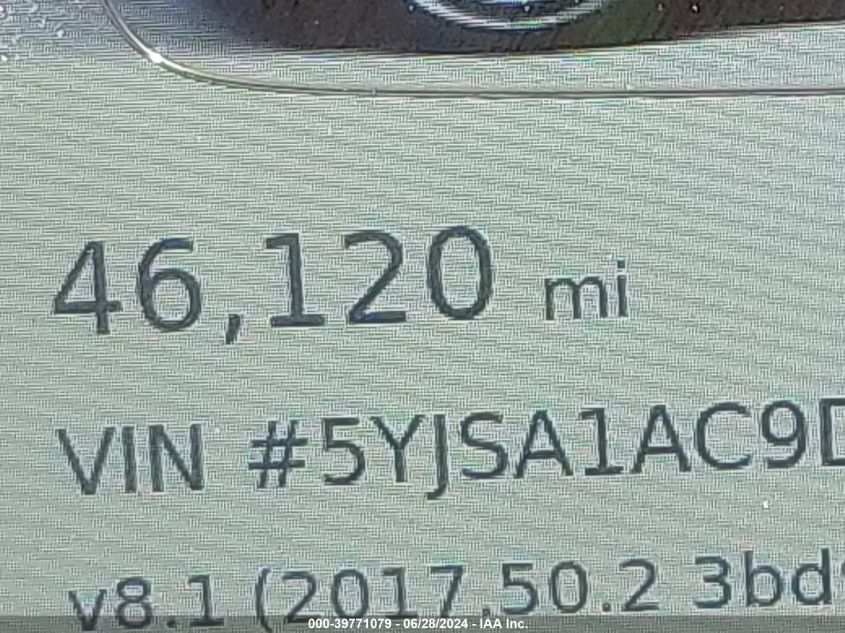 46,120 mi
VIN #5YJSA1AC9D
v8.1 (2017.50.2 3bd
000-39771079 - 06/28/2024 - IAA Inc.